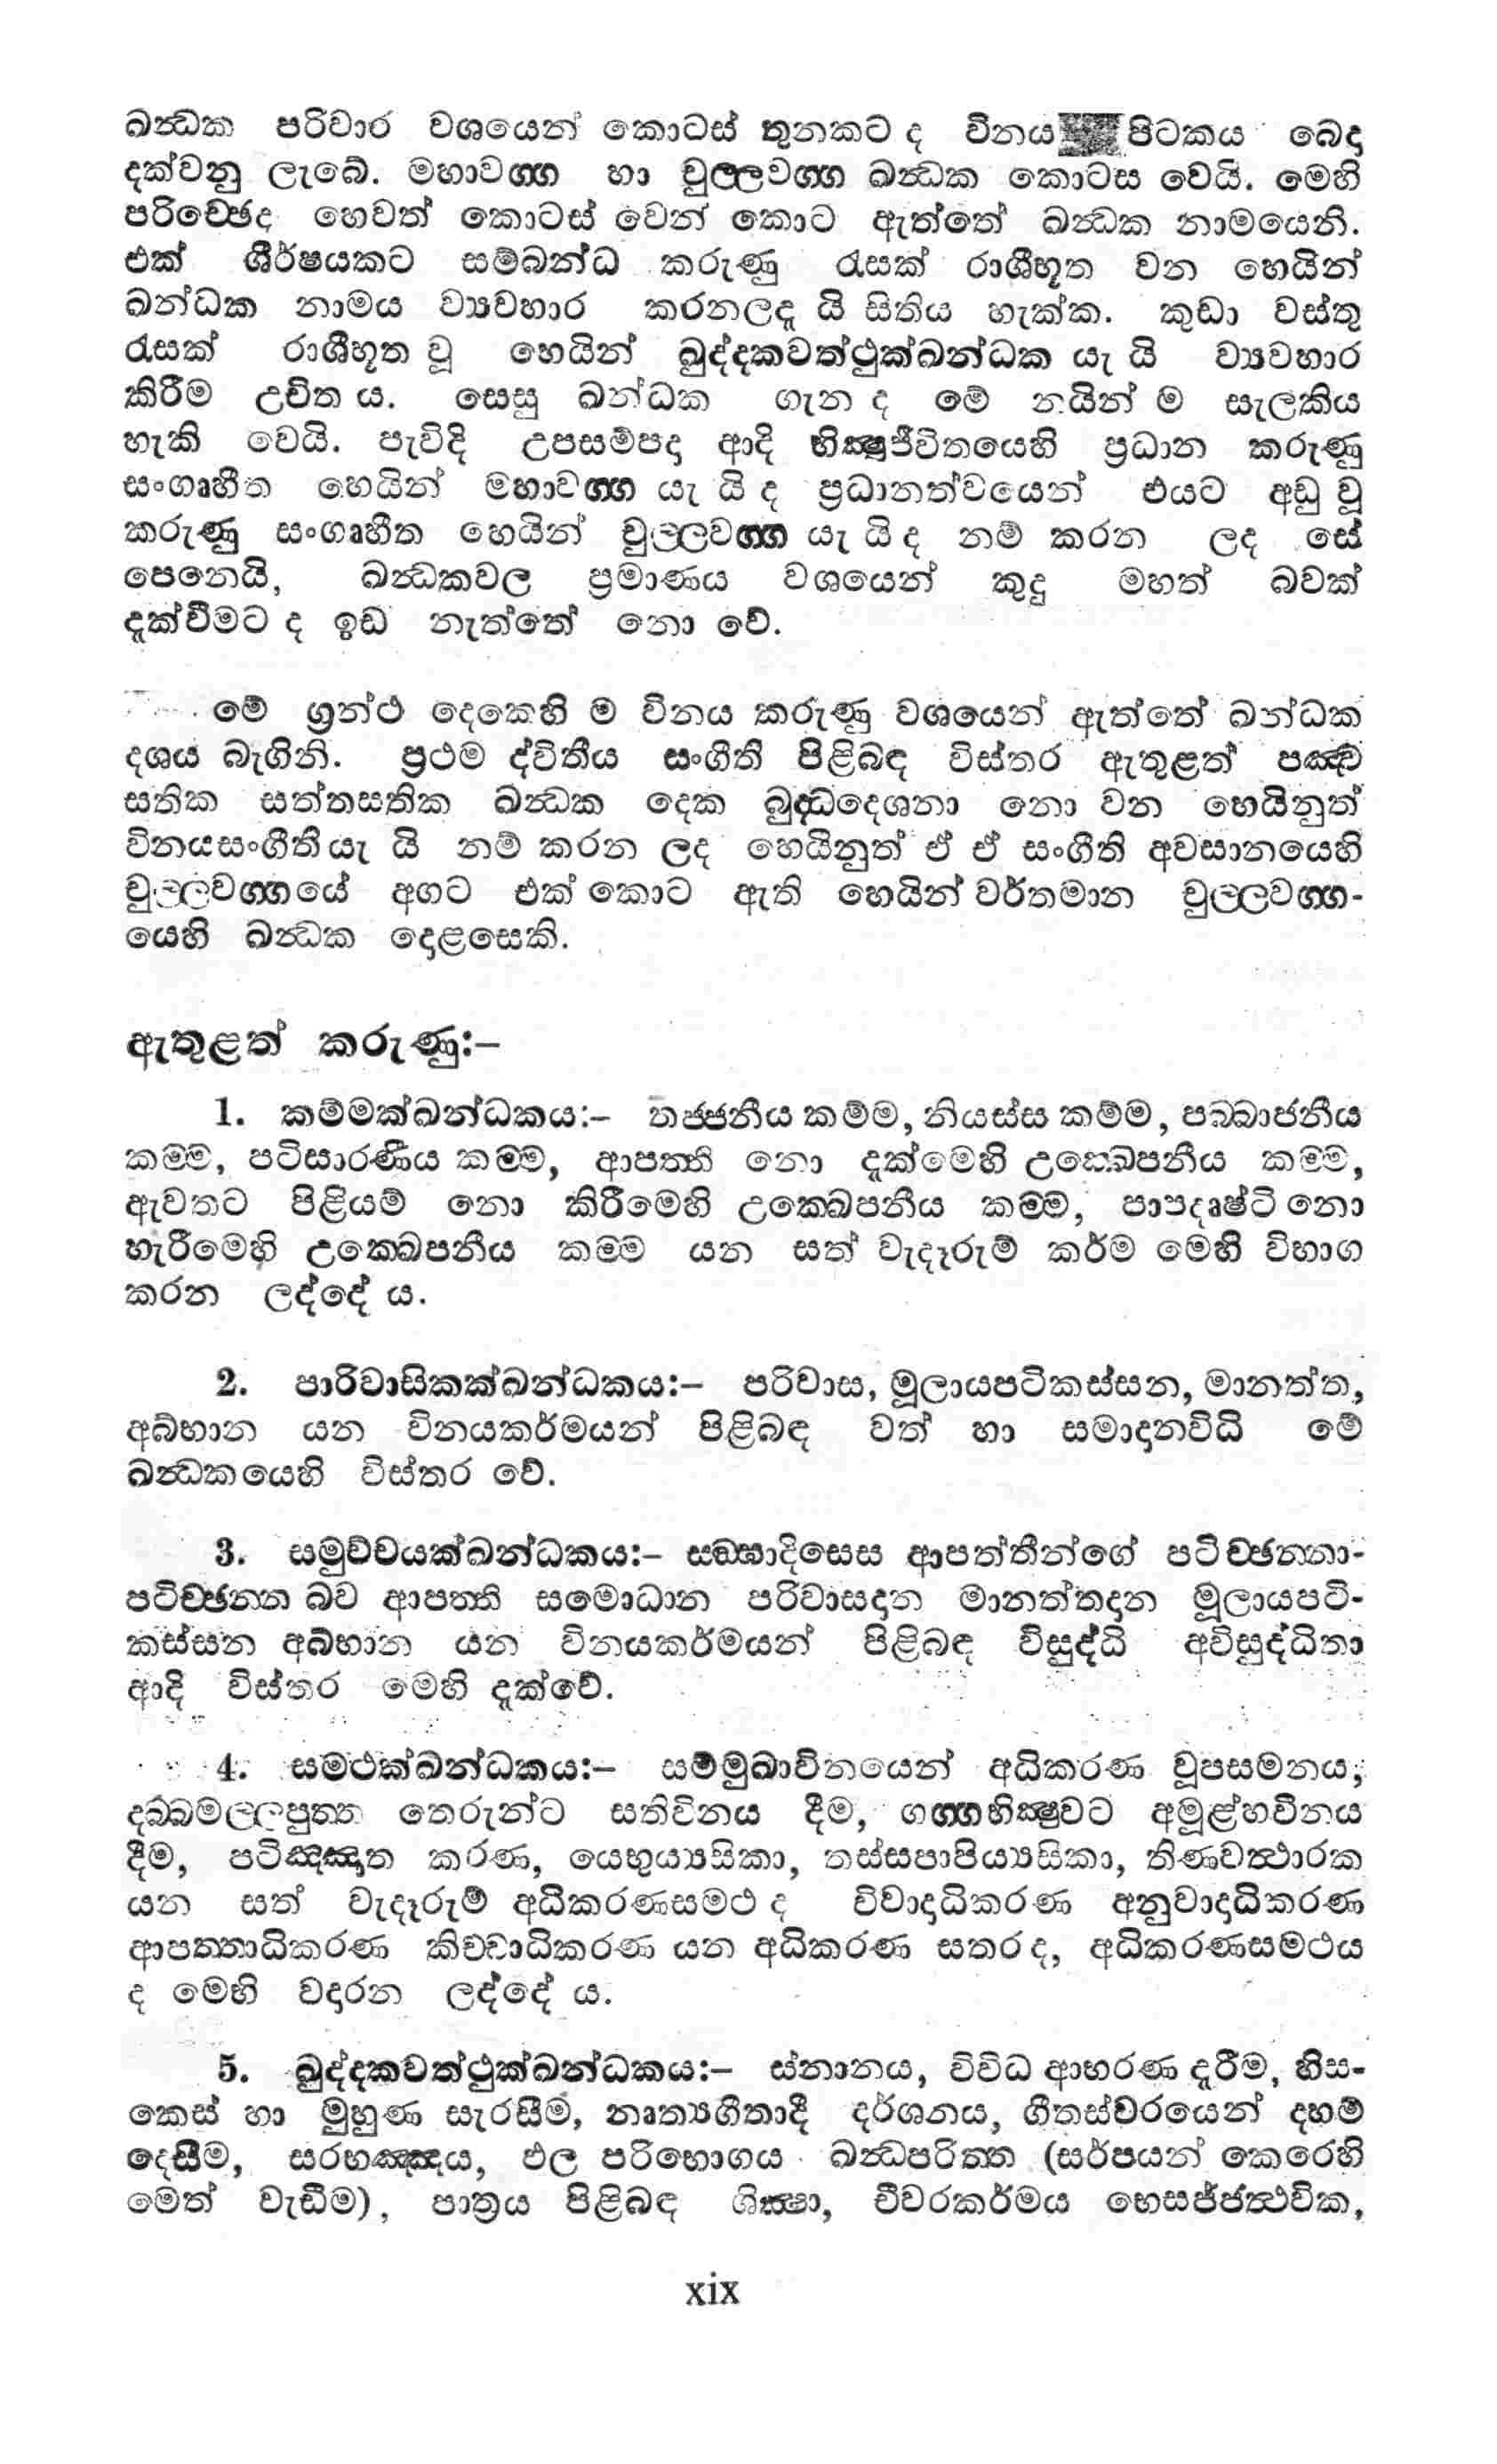 ඛන්‍ධක පරිවාර වශයෙන් කොටස් තුනකට ද විනය පිටකය බෙදා
දක්වනු ලැබේ. මහාවග්‍ග හා චුල්‍ලවග්‍ග ඛන්‍ධක කොටස වෙයි. මෙහි
පරිච්ඡෙද හෙවත් කොටස් වෙන් කොට ඇත්තේ ඛන්‍ධක නාමයෙනි.
එක් ශීර්ෂයකට සම්බන්ධ කරුණු රැසක් රාශීභූත වන හෙයින්
ඛන්ධක නාමය ව්‍යවහාර කරනලදැ යි සිතිය හැක්ක. කුඩා වස්තු
රැසක් රාශීභූත වූ හෙයින් ඛුද්දකවත්ථුක්ඛන්ධක යැ යි ව්‍යවහාර
කිරීම උචිත ය. සෙසු ඛන්ධක ගැන ද මේ නයින් ම සැලකිය
හැකි වෙයි. පැවිදි උපසම්පදා ආදි භික්‍ෂුජීවිතයෙහි ප්‍රධාන කරුණු
සංගෘහීත හෙයින් මහාවග්‍ග යැ යි ද ප්‍රධානත්වයෙන් එයට අඩු වූ
කරුණු සංගෘහීත හෙයින් චුල්‍ලවග්‍ග යැ යි ද නම් කරන ලද සේ
පෙනෙයි, ඛන්‍ධකවල ප්‍රමාණය වශයෙන් කුදු මහත් බවක්
දැක්වීමට ද ඉඩ නැත්තේ නො වේ.
මේ ග්‍රන්ථ දෙකෙහි ම විනය කරුණු වශයෙන් ඇත්තේ ඛන්ධක
දශය බැගිනි. ප්‍රථම ද්විතීය සංගීති පිළිබඳ විස්තර ඇතුළත් පඤ්ච
සතික සත්තසතික ඛන්‍ධක දෙක බුද්‍ධදෙශනා නො වන හෙයිනුත්
විනයසංගීති යැ යි නම් කරන ලද හෙයිනුත් ඒ ඒ සංගීති අවසානයෙහි
චුල්‍ලවග්‍ගයේ අගට එක් කොට ඇති හෙයින් වර්තමාන චුල්‍ලවග්‍ග-
යෙහි ඛන්‍ධක දොළසෙකි.
ඇතුළත් කරුණු:–
1. කම්මක්ඛන්ධකය:– තජ්ජනීය කම්ම, නියස්ස කම්ම, පබ්බාජනීය
කම්ම, පටිසාරණීය කම්ම, ආපත්ති නො දැක්මෙහි උක්ඛෙපනීය කම්ම,
ඇවතට පිළියම් නො කිරීමෙහි උක්ඛෙපනීය කම්ම, පාපදෘෂ්ටි නො
හැරීමෙහි උක්ඛෙපනීය කම්ම යන සත් වැදෑරුම් කර්ම මෙහි විභාග
කරන ලද්දේ ය.
2. පාරිවාසිකක්ඛන්ධකය:– පරිවාස, මූලායපටිකස්සන, මානත්ත,
අබ්භාන යන විනයකර්මයන් පිළිබඳ වත් හා සමාදානවිධි මේ
ඛන්‍ධකයෙහි විස්තර වේ.
3. සමුච්චයක්ඛන්ධකය:– සඞ්ඝාදිසෙස ආපත්තීන්ගේ පටිච්ඡන්නා-
පටිච්ඡන්න බව ආපත්ති සමොධාන පරිවාසදාන මානත්තදාන මූලායපටි-
කස්සන අබ්භාන යන විනයකර්මයන් පිළිබඳ විසුද්ධි අවිසුද්ධිතා
ආදි විස්තර මෙහි දැක්වේ.
4. සමථක්ඛන්ධකය:– සම්මුඛාවිනයෙන් අධිකරණ වූපසමනය,
දබ්බමල්‍ලපුත්ත තෙරුන්ට සතිවිනය දීම, ගග්‍ගභික්‍ෂුවට අමූළ්හවිනය
දීම, පටිඤ්ඤාත කරණ, යෙභුය්‍යසිකා, තස්සපාපිය්‍යසිකා, තිණවත්‍ථාරක
යන සත් වැදෑරුම් අධිකරණසමථ ද විවාදාධිකරණ අනුවාදාධිකරණ
ආපත්තාධිකරණ කිච්චාධිකරණ යන අධිකරණ සතර ද, අධිකරණසමථය
ද මෙහි වදාරන ලද්දේ ය.
5. ඛුද්දකවත්ථුක්ඛන්ධකය:– ස්නානය, විවිධ ආභරණ දැරීම, හිස-
කෙස් හා මුහුණ සැරසීම, නෘත්‍යගීතාදී දර්ශනය, ගීතස්වරයෙන් දහම්
දෙසීම, සරභඤ්ඤය, ඵල පරිභොගය ඛන්‍ධපරිත්ත (සර්පයන් කෙරෙහි
මෙත් වැඩීම), පාත්‍රය පිළිබඳ ශික්‍ෂා, චීවරකර්මය භෙසජ්ජත්‍ථවික,
xix